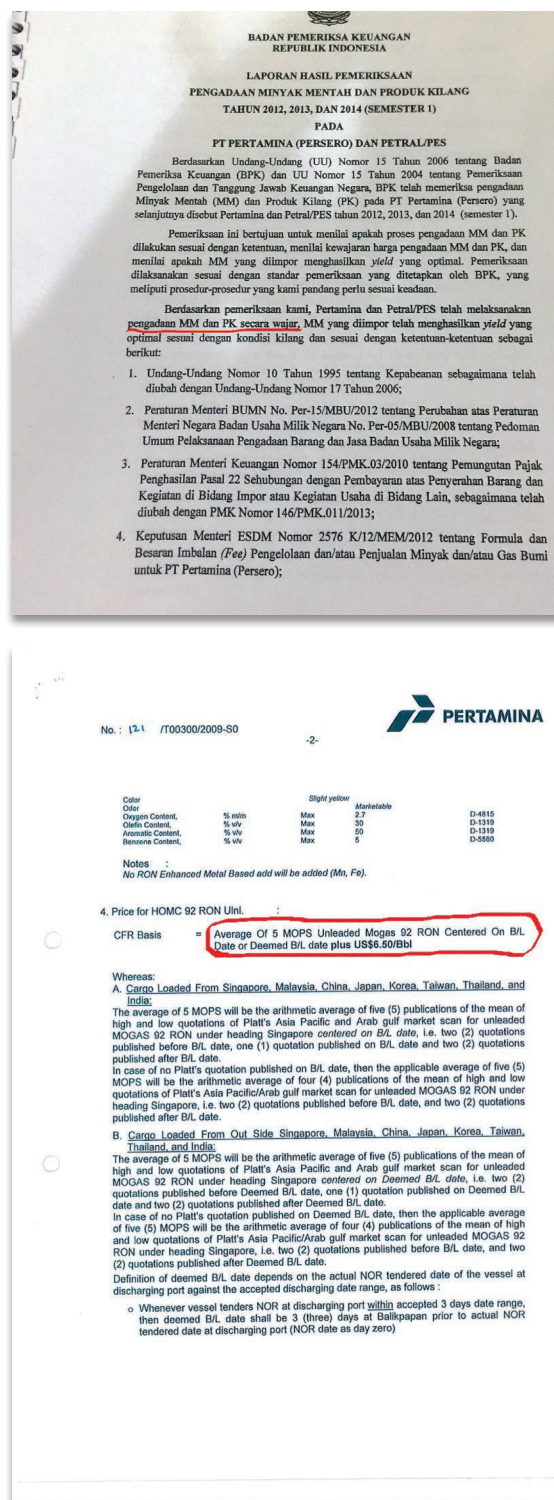 BADAN PEMERIKSA KEUANGAN
REPUBLIK INDONESIA
LAPORAN HASIL PEMERIKSAAN
PENGADAAN MINYAK MENTAH DAN PRODUK KILANG
TAHUN 2012, 2013, DAN 2014 (SEMESTER 1)
PADA
PT PERTAMINA (PERSERO) DAN PETRAL/PES
Berdasarkan Undang-Undang (UU) Nomor 15 Tahun 2006 tentang Badan
Pemeriksa Keuangan (BPK) dan UU Nomor 15 Tahun 2004 tentang Pemeriksaan
Pengelolaan dan Tanggung Jawab Keuangan Negara, BPK telah memeriksa pengadaan
Minyak Mentah (MM) dan Produk Kilang (PK) pada PT Pertamina (Persero) yang
selanjutnya disebut Pertamina dan Petral/PES tahun 2012, 2013, dan 2014 (semester 1).
Pemeriksaan ini bertujuan untuk menilai apakah proses pengadaan MM dan PK
dilakukan sesuai dengan ketentuan, menilai kewajaran harga pengadaan MM dan PK, dan
menilai apakah MM yang diimpor menghasilkan yield yang optimal. Pemeriksaan
dilaksanakan sesuai dengan standar pemeriksaan yang ditetapkan oleh BPK, yang
meliputi prosedur-prosedur yang kami pandang perlu sesuai keadaan.
Berdasarkan pemeriksaan kami, Pertamina dan Petral/PES telah melaksanakan
pengadaan MM dan PK secara wajar, MM yang diimpor telah menghasilkan yield yang
optimal sesuai dengan kondisi kilang dan sesuai dengan ketentuan-ketentuan sebagai
berikut:
1. Undang-Undang Nomor 10 Tahun 1995 tentang Kepabeanan sebagaimana telah
diubah dengan Undang-Undang Nomor 17 Tahun 2006;
2. Peraturan Menteri BUMN No. Per-15/MBU/2012 tentang Perubahan atas Peraturan
Menteri Negara Badan Usaha Milik Negara No. Per-05/MBU/2008 tentang Pedoman
Umum Pelaksanaan Pengadaan Barang dan Jasa Badan Usaha Milik Negara;
3. Peraturan Menteri Keuangan Nomor 154/PMK.03/2010 tentang Pemungutan Pajak
Penghasilan Pasal 22 Sehubungan dengan Pembayaran atas Penyerahan Barang dan
Kegiatan di Bidang Impor atau Kegiatan Usaha di Bidang Lain, sebagaimana telah
diubah dengan PMK Nomor 146/PMK.011/2013;
4. Keputusan Menteri ESDM Nomor 2576 K/12/MEM/2012 tentang Formula dan
Besaran Imbalan (Fee) Pengelolaan dan/atau Penjualan Minyak dan/atau Gas Bumi
untuk PT Pertamina (Persero);
PERTAMINA
No. : 121 /T00300/2009-S0
-2-
Color Slight yellow
Odor Marketable
Oxygen Content, % m/m Max 2.7 D-4815
Olefin Content, % v/v Max 30 D-1319
Aromatic Content, % v/v Max 50 D-1319
Benzene Content, % v/v Max 5 D-5580
Notes :
No RON Enhanced Metal Based add will be added (Mn, Fe).
4. Price for HOMC 92 RON Ulnl. :
CFR Basis = Average Of 5 MOPS Unleaded Mogas 92 RON Centered On B/L
Date or Deemed B/L date plus US$6.50/Bbl
Whereas:
A. Cargo Loaded From Singapore, Malaysia, China, Japan, Korea, Taiwan, Thailand, and
India:
The average of 5 MOPS will be the arithmetic average of five (5) publications of the mean of
high and low quotations of Platt's Asia Pacific and Arab gulf market scan for unleaded
MOGAS 92 RON under heading Singapore centered on B/L date, i.e. two (2) quotations
published before B/L date, one (1) quotation published on B/L date and two (2) quotations
published after B/L date.
In case of no Platt's quotation published on B/L date, then the applicable average of five (5)
MOPS will be the arithmetic average of four (4) publications of the mean of high and low
quotations of Platt's Asia Pacific/Arab gulf market scan for unleaded MOGAS 92 RON under
heading Singapore, i.e. two (2) quotations published before B/L date, and two (2) quotations
published after B/L date.
B. Cargo Loaded From Out Side Singapore, Malaysia, China, Japan, Korea, Taiwan,
Thailand, and India:
The average of 5 MOPS will be the arithmetic average of five (5) publications of the mean of
high and low quotations of Platt's Asia Pacific and Arab gulf market scan for unleaded
MOGAS 92 RON under heading Singapore centered on Deemed B/L date, i.e. two (2)
quotations published before Deemed B/L date, one (1) quotation published on Deemed B/L
date and two (2) quotations published after Deemed B/L date.
In case of no Platt's quotation published on Deemed B/L date, then the applicable average
of five (5) MOPS will be the arithmetic average of four (4) publications of the mean of high
and low quotations of Platt's Asia Pacific/Arab gulf market scan for unleaded MOGAS 92
RON under heading Singapore, i.e. two (2) quotations published before B/L date, and two
(2) quotations published after Deemed B/L date.
Definition of deemed B/L date depends on the actual NOR tendered date of the vessel at
discharging port against the accepted discharging date range, as follows :
o Whenever vessel tenders NOR at discharging port within accepted 3 days date range,
then deemed B/L date shall be 3 (three) days at Balikpapan prior to actual NOR
tendered date at discharging port (NOR date as day zero)